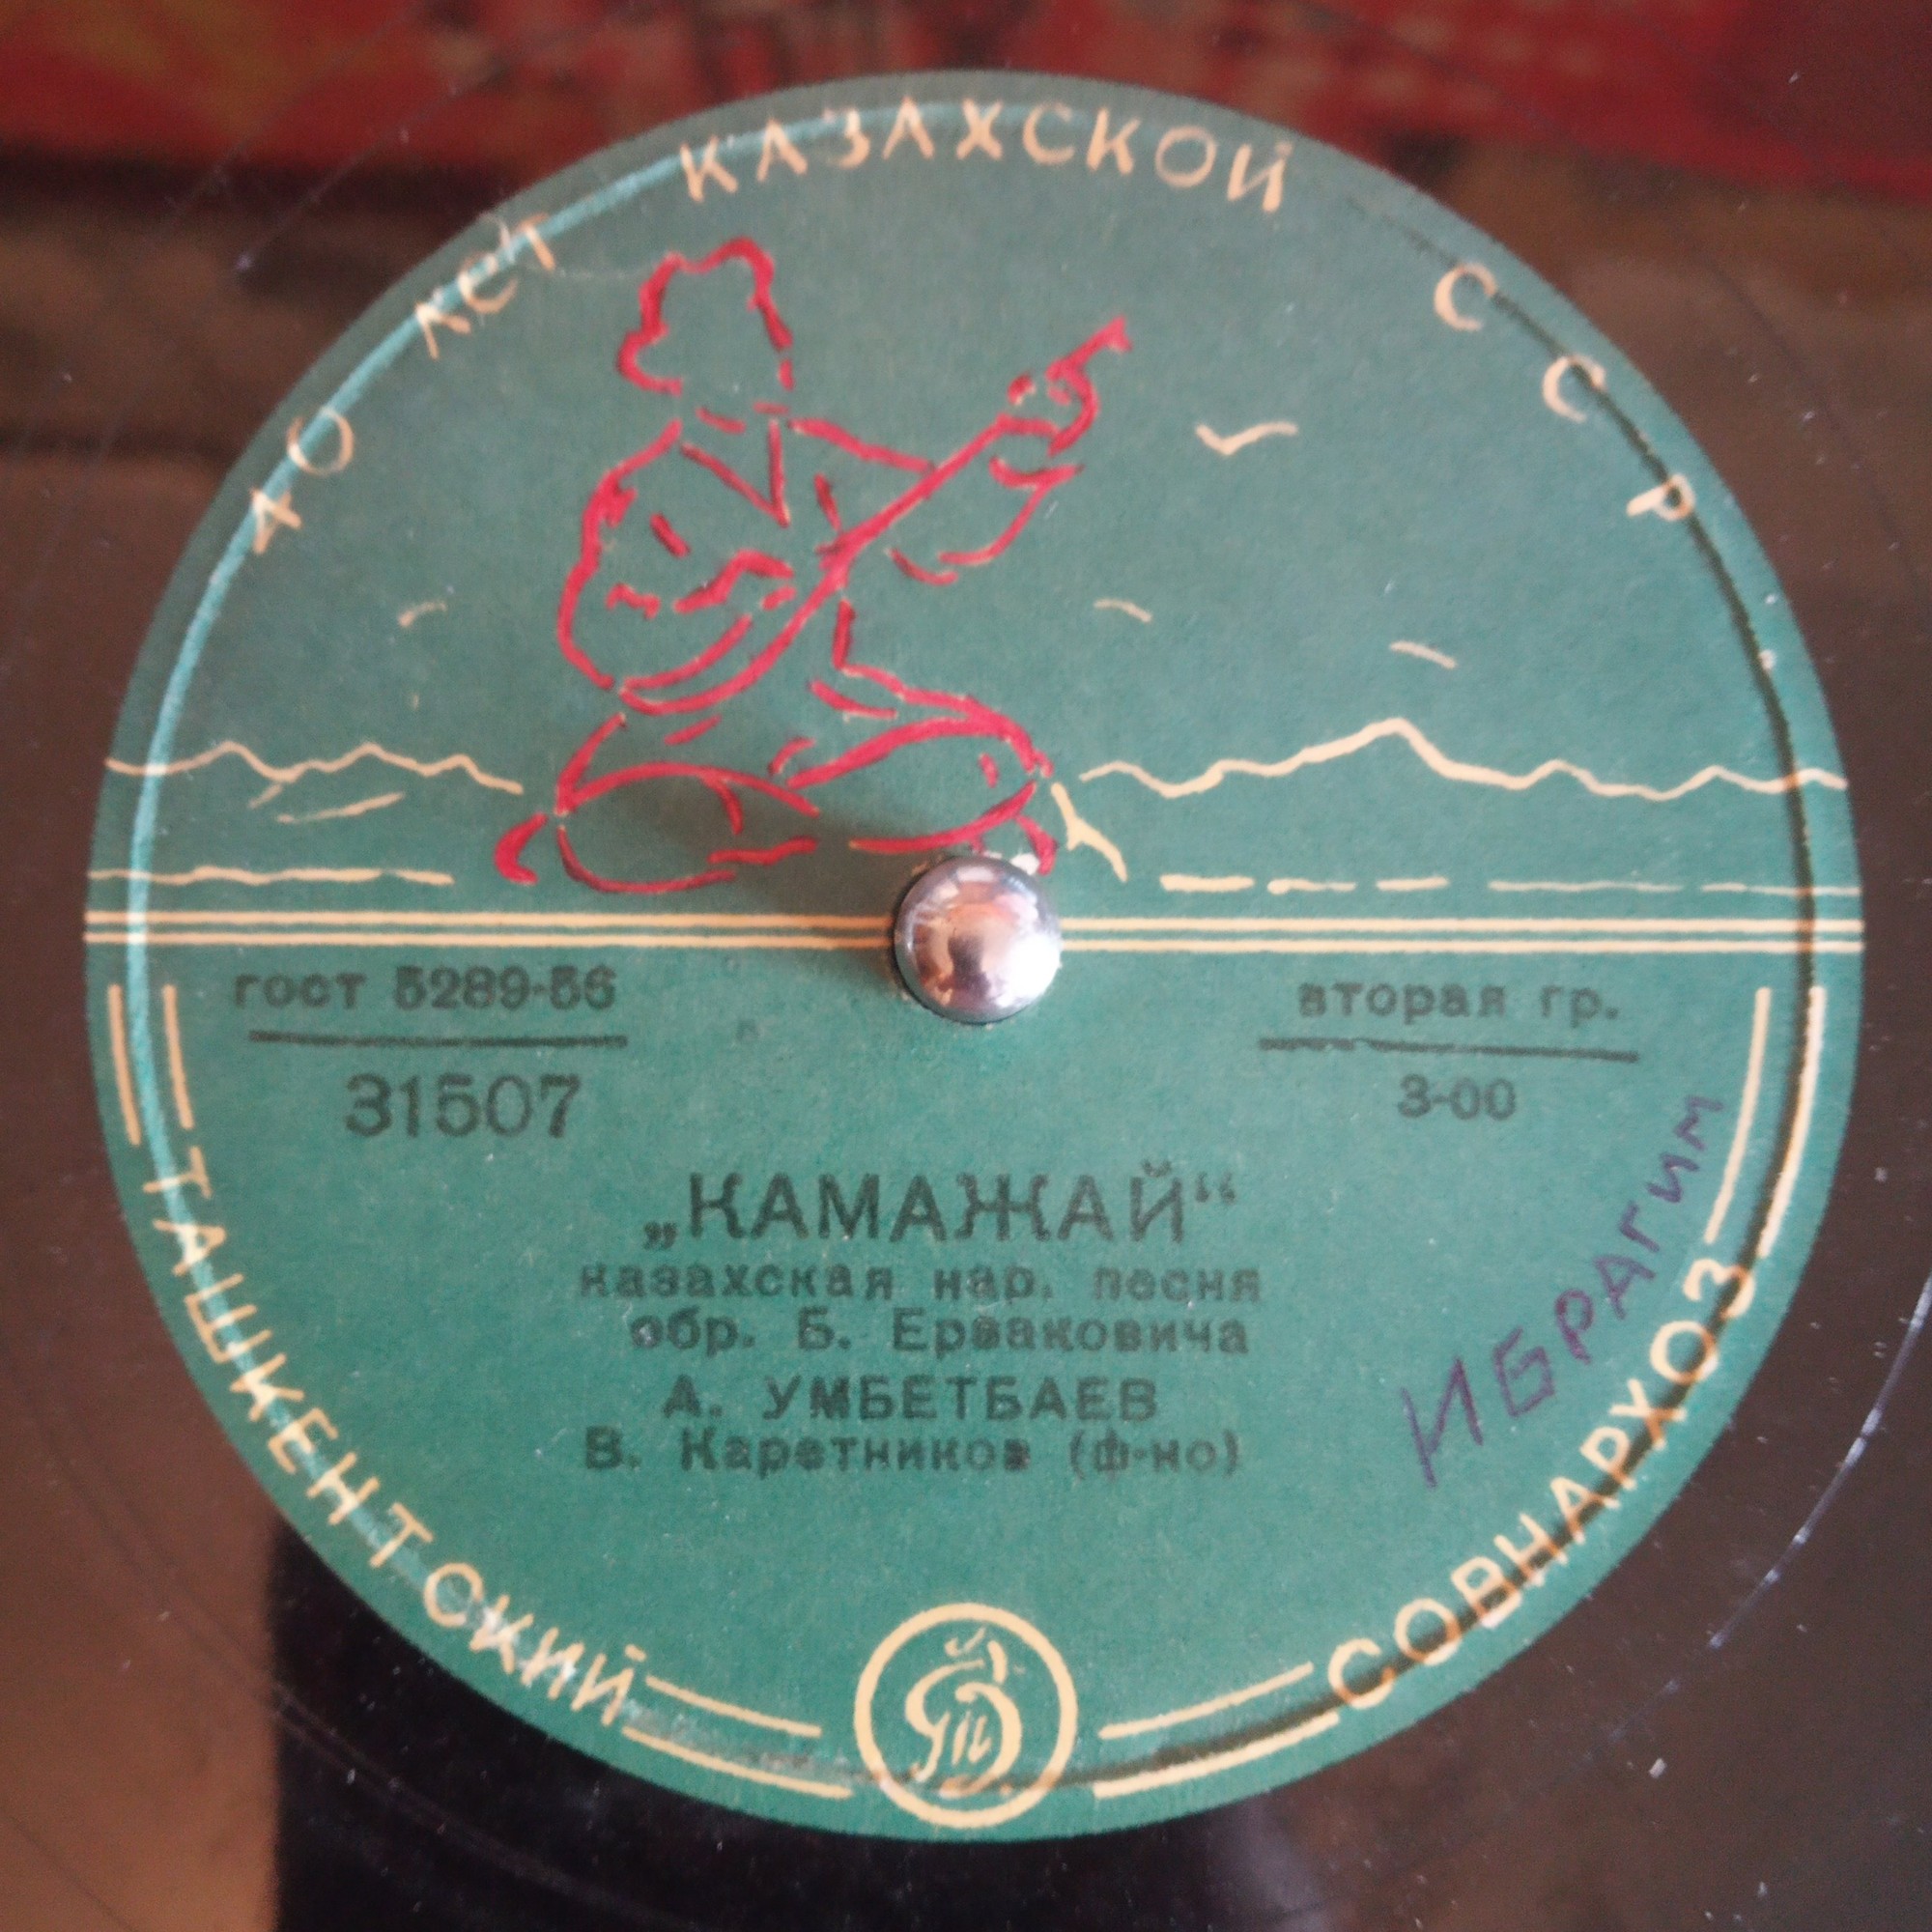 40 лет КАЗАХСКОЙ ССР
гост 5289-56
31507
вторая гр.
3-00
„КАМАЖАЙ“
казахская нар. песня
обр. Б. Ерзаковича
А. УМБЕТБАЕВ
В. Каретников (ф-но)
ИБРАГИМ
ТАШКЕНТСКИЙ СОВНАРХОЗ